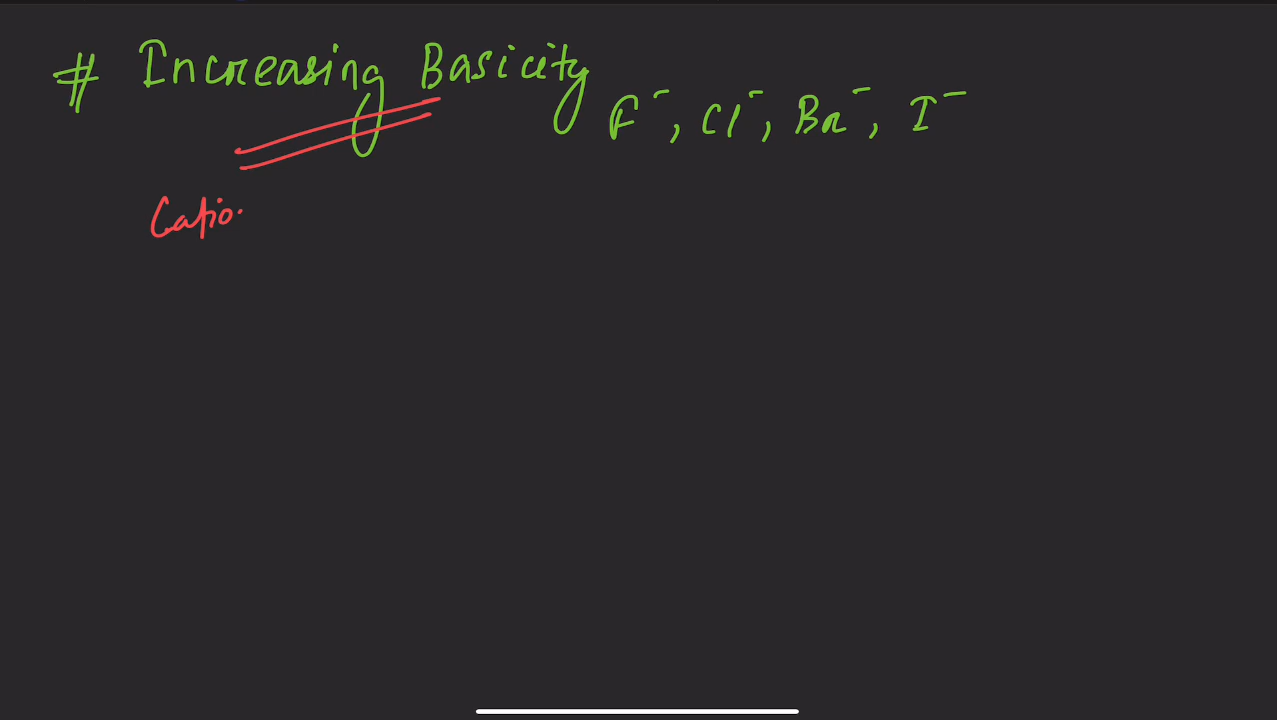 # Increasing Basicity F⁻, Cl⁻, Br⁻, I⁻
Catio.